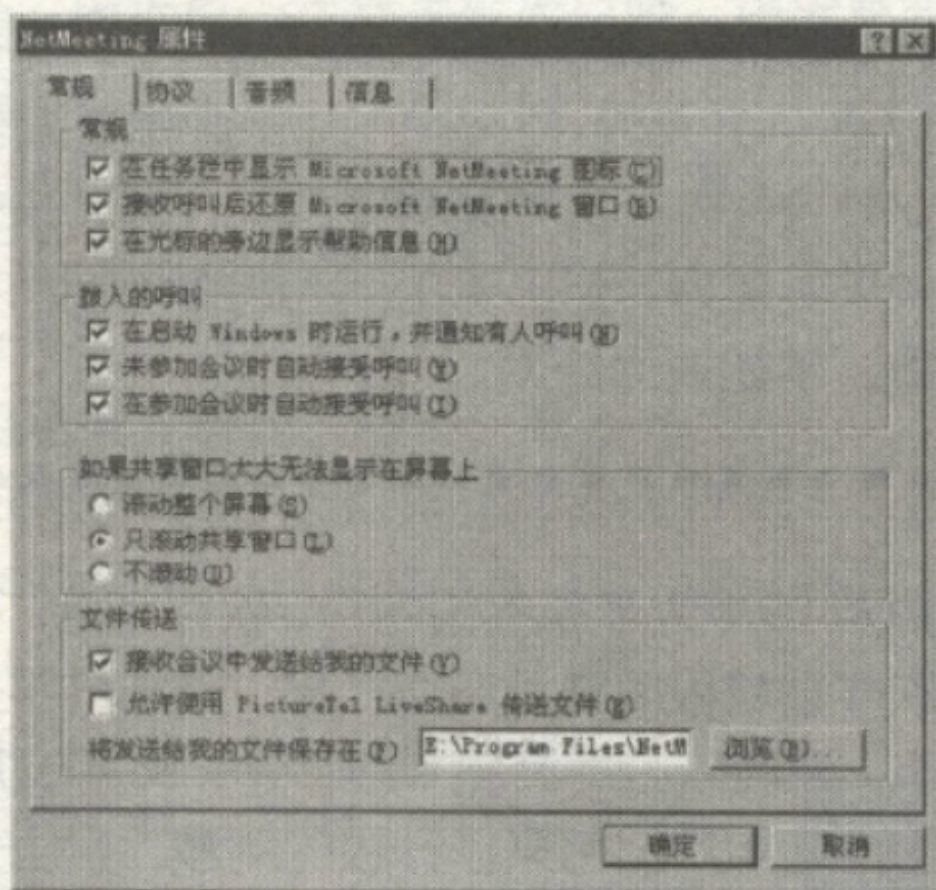 NetMeeting 属性
常规 协议 音频 信息
常规
在任务栏中显示 Microsoft NetMeeting 图标(C)
接收呼叫后还原 Microsoft NetMeeting 窗口(R)
在光标的旁边显示帮助信息(H)
拨入的呼叫
在启动 Windows 时运行，并通知有人呼叫(N)
未参加会议时自动接受呼叫(Y)
在参加会议时自动接受呼叫(I)
如果共享窗口大大无法显示在屏幕上
滚动整个屏幕(S)
只滚动共享窗口(L)
不滚动(D)
文件传送
接收会议中发送给我的文件(V)
允许使用 PictureTel LiveShare 传送文件
将发送给我的文件保存在(F) E:\Program Files\NetM 浏览(B)...
确定 取消